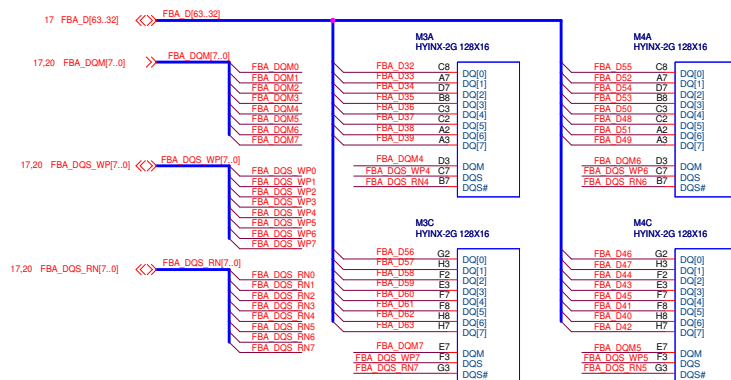 17 FBA_D[63..32]
FBA_D[63..32]
17,20 FBA_DQM[7..0]
FBA_DQM[7..0]
FBA_DQM0
FBA_DQM1
FBA_DQM2
FBA_DQM3
FBA_DQM4
FBA_DQM5
FBA_DQM6
FBA_DQM7
17,20 FBA_DQS_WP[7..0]
FBA_DQS_WP[7..0]
FBA_DQS_WP0
FBA_DQS_WP1
FBA_DQS_WP2
FBA_DQS_WP3
FBA_DQS_WP4
FBA_DQS_WP5
FBA_DQS_WP6
FBA_DQS_WP7
17,20 FBA_DQS_RN[7..0]
FBA_DQS_RN[7..0]
FBA_DQS_RN0
FBA_DQS_RN1
FBA_DQS_RN2
FBA_DQS_RN3
FBA_DQS_RN4
FBA_DQS_RN5
FBA_DQS_RN6
FBA_DQS_RN7
M3A
HYINX-2G 128X16
FBA_D32 C8 DQ[0]
FBA_D33 A7 DQ[1]
FBA_D34 D7 DQ[2]
FBA_D35 B8 DQ[3]
FBA_D36 C3 DQ[4]
FBA_D37 C2 DQ[5]
FBA_D38 A2 DQ[6]
FBA_D39 A3 DQ[7]
FBA_DQM4 D3 DQM
FBA_DQS_WP4 C7 DQS
FBA_DQS_RN4 B7 DQS#
M3C
HYINX-2G 128X16
FBA_D56 G2 DQ[0]
FBA_D57 H3 DQ[1]
FBA_D58 F2 DQ[2]
FBA_D59 E3 DQ[3]
FBA_D60 F7 DQ[4]
FBA_D61 F8 DQ[5]
FBA_D62 H8 DQ[6]
FBA_D63 H7 DQ[7]
FBA_DQM7 E7 DQM
FBA_DQS_WP7 F3 DQS
FBA_DQS_RN7 G3 DQS#
M4A
HYINX-2G 128X16
FBA_D55 C8 DQ[0]
FBA_D52 A7 DQ[1]
FBA_D54 D7 DQ[2]
FBA_D53 B8 DQ[3]
FBA_D50 C3 DQ[4]
FBA_D48 C2 DQ[5]
FBA_D51 A2 DQ[6]
FBA_D49 A3 DQ[7]
FBA_DQM6 D3 DQM
FBA_DQS_WP6 C7 DQS
FBA_DQS_RN6 B7 DQS#
M4C
HYINX-2G 128X16
FBA_D46 G2 DQ[0]
FBA_D47 H3 DQ[1]
FBA_D44 F2 DQ[2]
FBA_D43 E3 DQ[3]
FBA_D45 F7 DQ[4]
FBA_D41 F8 DQ[5]
FBA_D40 H8 DQ[6]
FBA_D42 H7 DQ[7]
FBA_DQM5 E7 DQM
FBA_DQS_WP5 F3 DQS
FBA_DQS_RN5 G3 DQS#